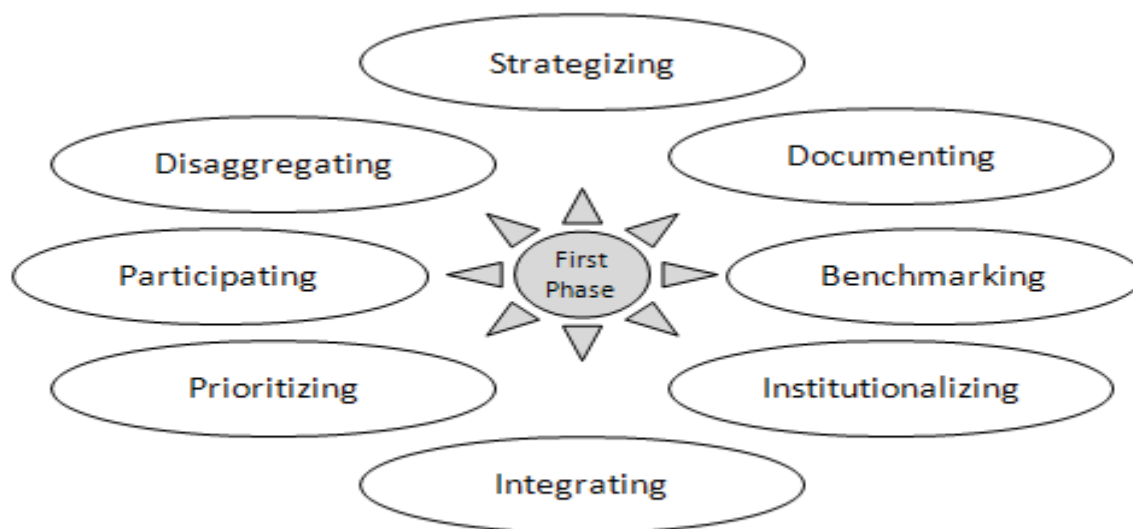 Strategizing
Disaggregating
Documenting
First
Phase
Participating
Benchmarking
Prioritizing
Institutionalizing
Integrating